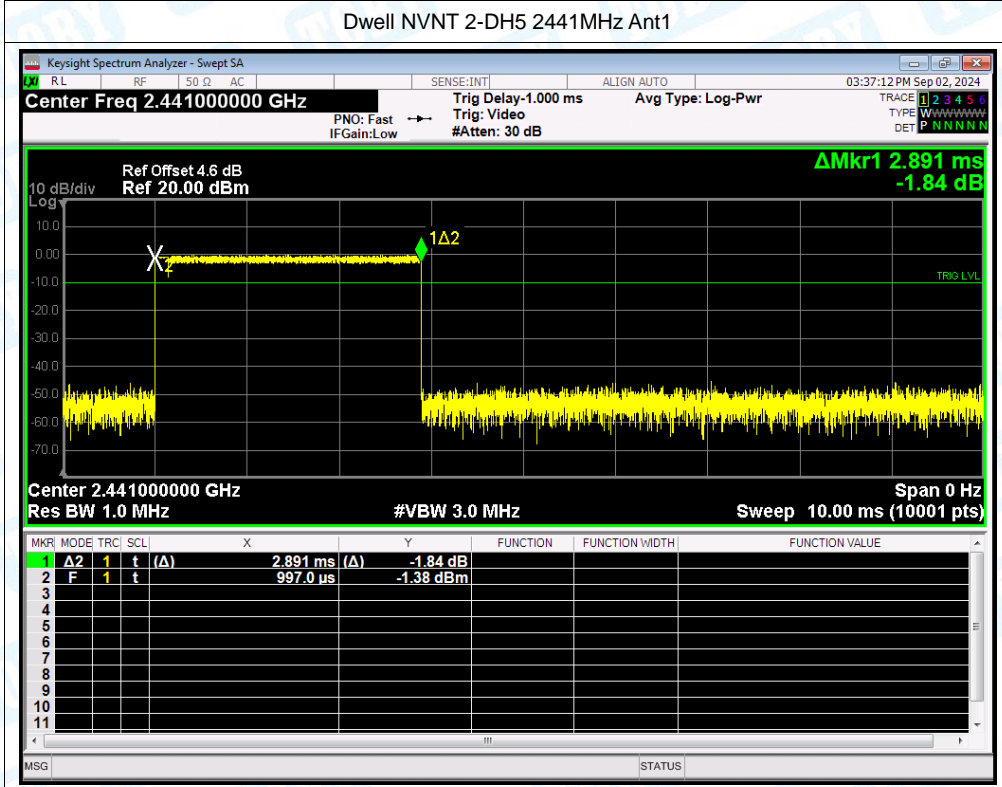 Dwell NVNT 2-DH5 2441MHz Ant1
Keysight Spectrum Analyzer - Swept SA
LXI RL RF 50 Ω AC SENSE:INT ALIGN AUTO 03:37:12 PM Sep 02, 2024
Center Freq 2.441000000 GHz
PNO: Fast
IFGain:Low
Trig Delay-1.000 ms
Trig: Video
#Atten: 30 dB
Avg Type: Log-Pwr
TRACE 1 2 3 4 5 6
TYPE WWWWWW
DET P N N N N N
ΔMkr1 2.891 ms
-1.84 dB
Ref Offset 4.6 dB
10 dB/div Ref 20.00 dBm
Log
10.0
0.00
-10.0
-20.0
-30.0
-40.0
-50.0
-60.0
-70.0
1Δ2
2
TRIG LVL
Center 2.441000000 GHz Span 0 Hz
Res BW 1.0 MHz #VBW 3.0 MHz Sweep 10.00 ms (10001 pts)
MKR MODE TRC SCL X Y FUNCTION FUNCTION WIDTH FUNCTION VALUE
1 Δ2 1 t (Δ) 2.891 ms (Δ) -1.84 dB
2 F 1 t 997.0 µs -1.38 dBm
3
4
5
6
7
8
9
10
11
MSG STATUS